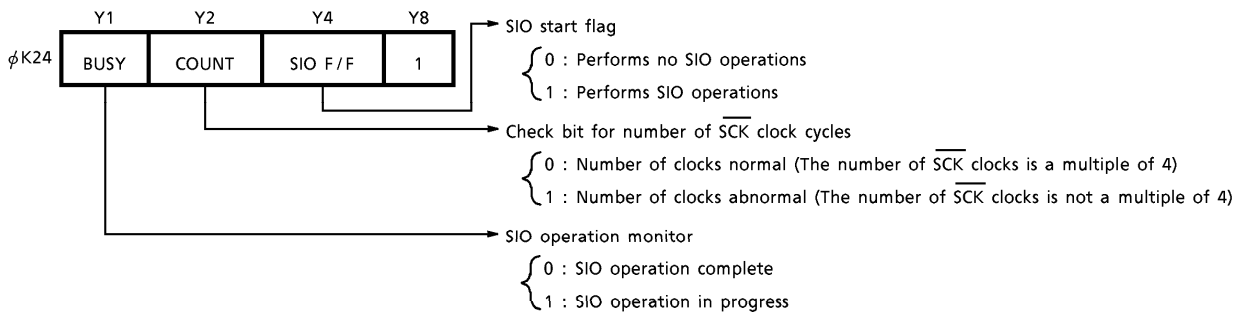 Y1 Y2 Y4 Y8
ϕK24 BUSY COUNT SIO F/F 1
SIO start flag
0 : Performs no SIO operations
1 : Performs SIO operations
Check bit for number of S̅C̅K̅ clock cycles
0 : Number of clocks normal (The number of S̅C̅K̅ clocks is a multiple of 4)
1 : Number of clocks abnormal (The number of S̅C̅K̅ clocks is not a multiple of 4)
SIO operation monitor
0 : SIO operation complete
1 : SIO operation in progress